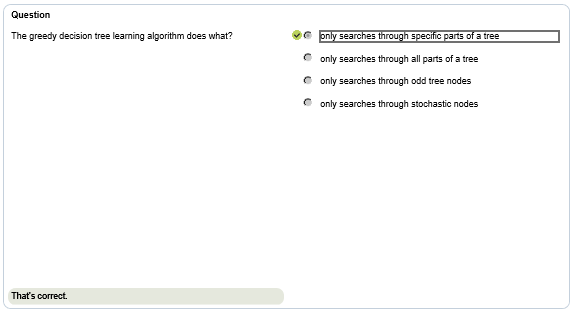 Question
The greedy decision tree learning algorithm does what?
only searches through specific parts of a tree
only searches through all parts of a tree
only searches through odd tree nodes
only searches through stochastic nodes
That's correct.